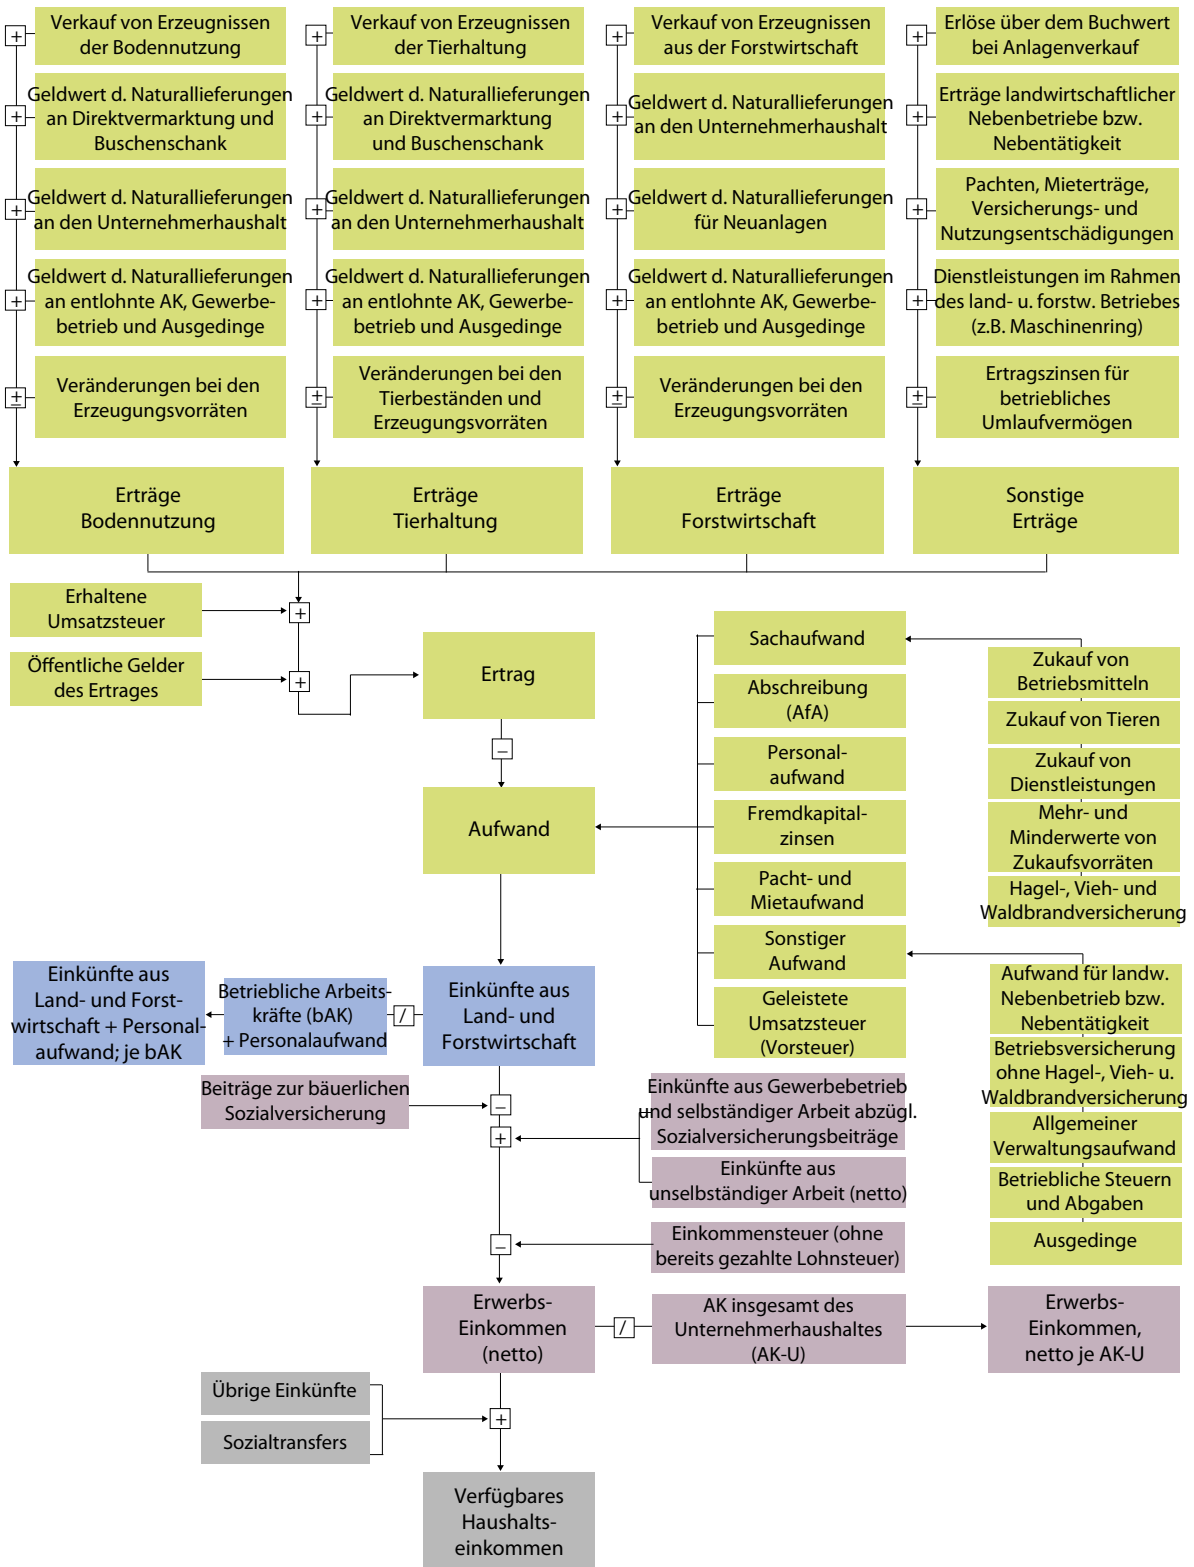 +
Verkauf von Erzeugnissen
der Bodennutzung
+
Geldwert d. Naturallieferungen
an Direktvermarktung und
Buschenschank
+
Geldwert d. Naturallieferungen
an den Unternehmerhaushalt
+
Geldwert d. Naturallieferungen
an entlohnte AK, Gewerbe-
betrieb und Ausgedinge
±
Veränderungen bei den
Erzeugungsvorräten
Erträge
Bodennutzung
+
Verkauf von Erzeugnissen
der Tierhaltung
+
Geldwert d. Naturallieferungen
an Direktvermarktung
und Buschenschank
+
Geldwert d. Naturallieferungen
an den Unternehmerhaushalt
+
Geldwert d. Naturallieferungen
an entlohnte AK, Gewerbe-
betrieb und Ausgedinge
±
Veränderungen bei den
Tierbeständen und
Erzeugungsvorräten
Erträge
Tierhaltung
+
Verkauf von Erzeugnissen
aus der Forstwirtschaft
+
Geldwert d. Naturallieferungen
an den Unternehmerhaushalt
+
Geldwert d. Naturallieferungen
für Neuanlagen
+
Geldwert d. Naturallieferungen
an entlohnte AK, Gewerbe-
betrieb und Ausgedinge
±
Veränderungen bei den
Erzeugungsvorräten
Erträge
Forstwirtschaft
+
Erlöse über dem Buchwert
bei Anlagenverkauf
+
Erträge landwirtschaftlicher
Nebenbetriebe bzw.
Nebentätigkeit
+
Pachten, Mieterträge,
Versicherungs- und
Nutzungsentschädigungen
+
Dienstleistungen im Rahmen
des land- u. forstw. Betriebes
(z.B. Maschinenring)
±
Ertragszinsen für
betriebliches
Umlaufvermögen
Sonstige
Erträge
Erhaltene
Umsatzsteuer
+
Öffentliche Gelder
des Ertrages
+
Ertrag
–
Aufwand
Sachaufwand
Abschreibung
(AfA)
Personal-
aufwand
Fremdkapital-
zinsen
Pacht- und
Mietaufwand
Sonstiger
Aufwand
Geleistete
Umsatzsteuer
(Vorsteuer)
Zukauf von
Betriebsmitteln
Zukauf von Tieren
Zukauf von
Dienstleistungen
Mehr- und
Minderwerte von
Zukaufsvorräten
Hagel-, Vieh- und
Waldbrandversicherung
Aufwand für landw.
Nebenbetrieb bzw.
Nebentätigkeit
Betriebsversicherung
ohne Hagel-, Vieh- u.
Waldbrandversicherung
Allgemeiner
Verwaltungsaufwand
Betriebliche Steuern
und Abgaben
Ausgedinge
Einkünfte aus
Land- und Forst-
wirtschaft + Personal-
aufwand; je bAK
Betriebliche Arbeits-
kräfte (bAK)
+ Personalaufwand
/
Einkünfte aus
Land- und
Forstwirtschaft
Beiträge zur bäuerlichen
Sozialversicherung
–
+
Einkünfte aus Gewerbebetrieb
und selbständiger Arbeit abzügl.
Sozialversicherungsbeiträge
Einkünfte aus
unselbständiger Arbeit (netto)
–
Einkommensteuer (ohne
bereits gezahlte Lohnsteuer)
Erwerbs-
Einkommen
(netto)
/
AK insgesamt des
Unternehmerhaushaltes
(AK-U)
Erwerbs-
Einkommen,
netto je AK-U
Übrige Einkünfte
Sozialtransfers
+
Verfügbares
Haushalts-
einkommen